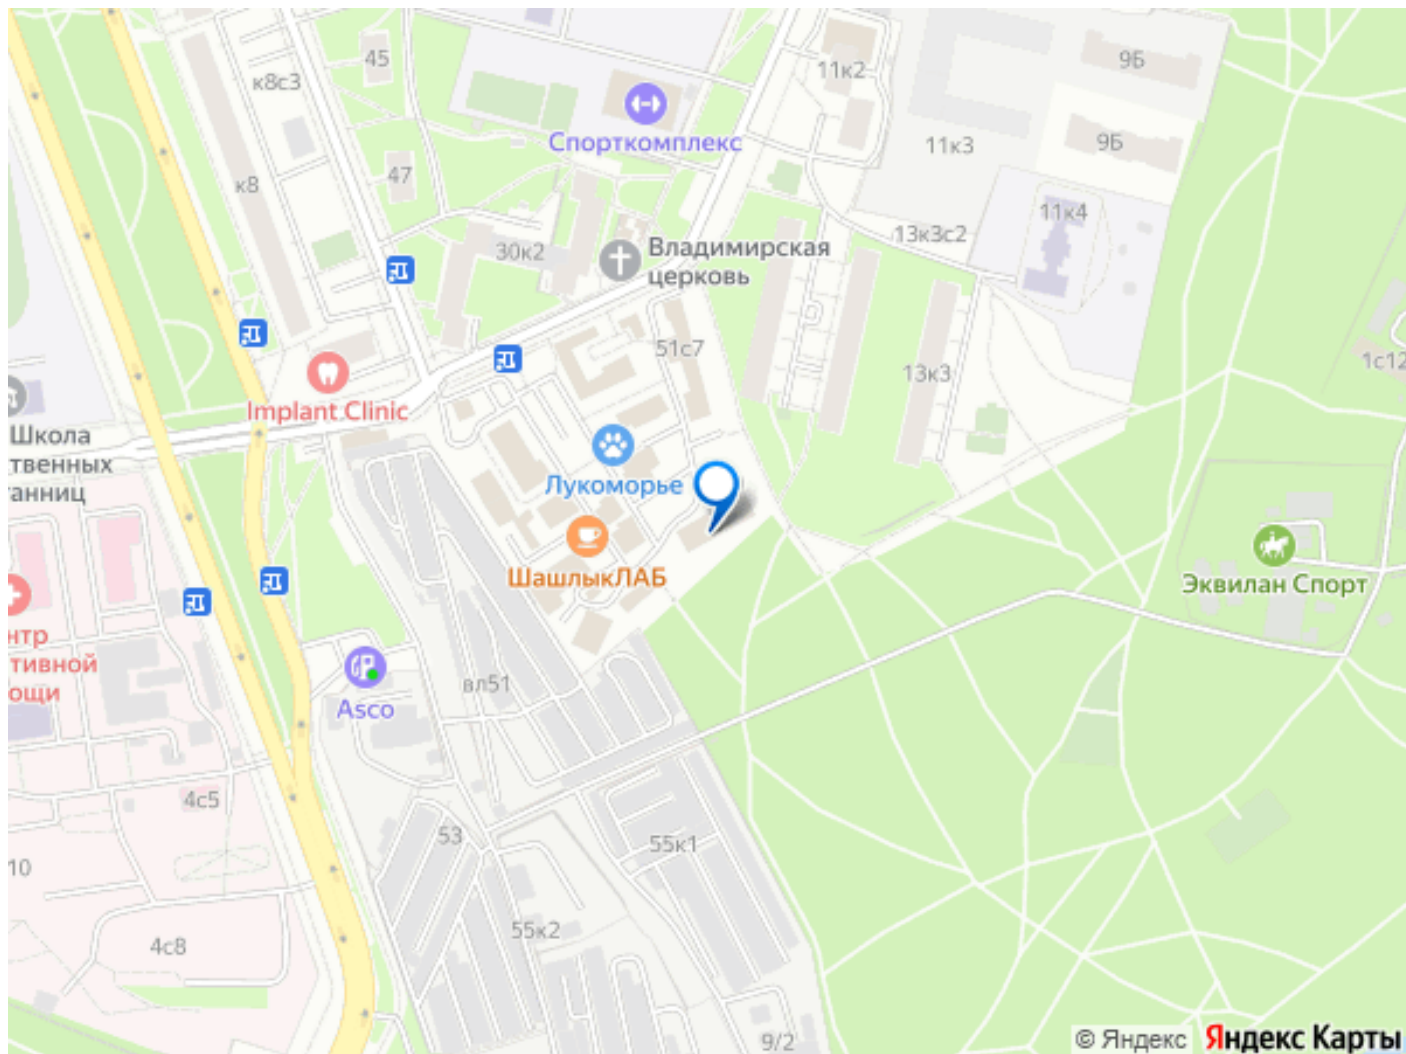 45
11к2
9Б
к8с3
Спорткомплекс
11к3
9Б
к8
47
11к4
30к2
Владимирская
церковь
13к3с2
51с7
1с12
13к3
Implant Clinic
Школа
твенных
танниц
Лукоморье
ШашлыкЛАБ
Эквилан Спорт
нтр
тивной
ощи
вл51
Asco
4с5
53
55к1
10
4с8
55к2
9/2
© Яндекс
Яндекс Карты